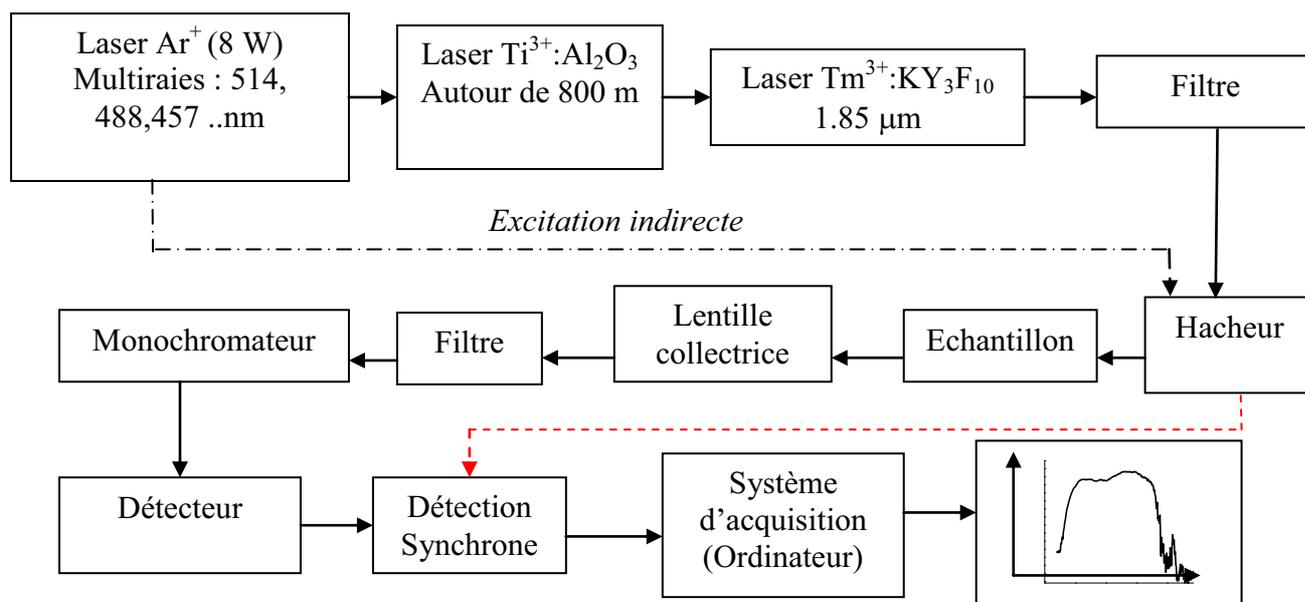 Laser Ar⁺ (8 W)
Multiraies : 514,
488,457 ..nm
Laser Ti³⁺:Al₂O₃
Autour de 800 m
Laser Tm³⁺:KY₃F₁₀
1.85 μm
Filtre
Excitation indirecte
Hacheur
Echantillon
Lentille
collectrice
Filtre
Monochromateur
Détecteur
Détection
Synchrone
Système
d’acquisition
(Ordinateur)